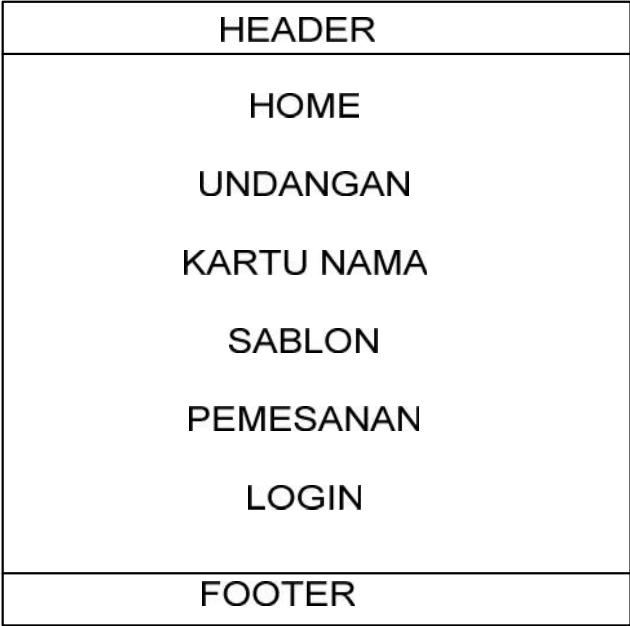 HEADER
HOME
UNDANGAN
KARTU NAMA
SABLON
PEMESANAN
LOGIN
FOOTER